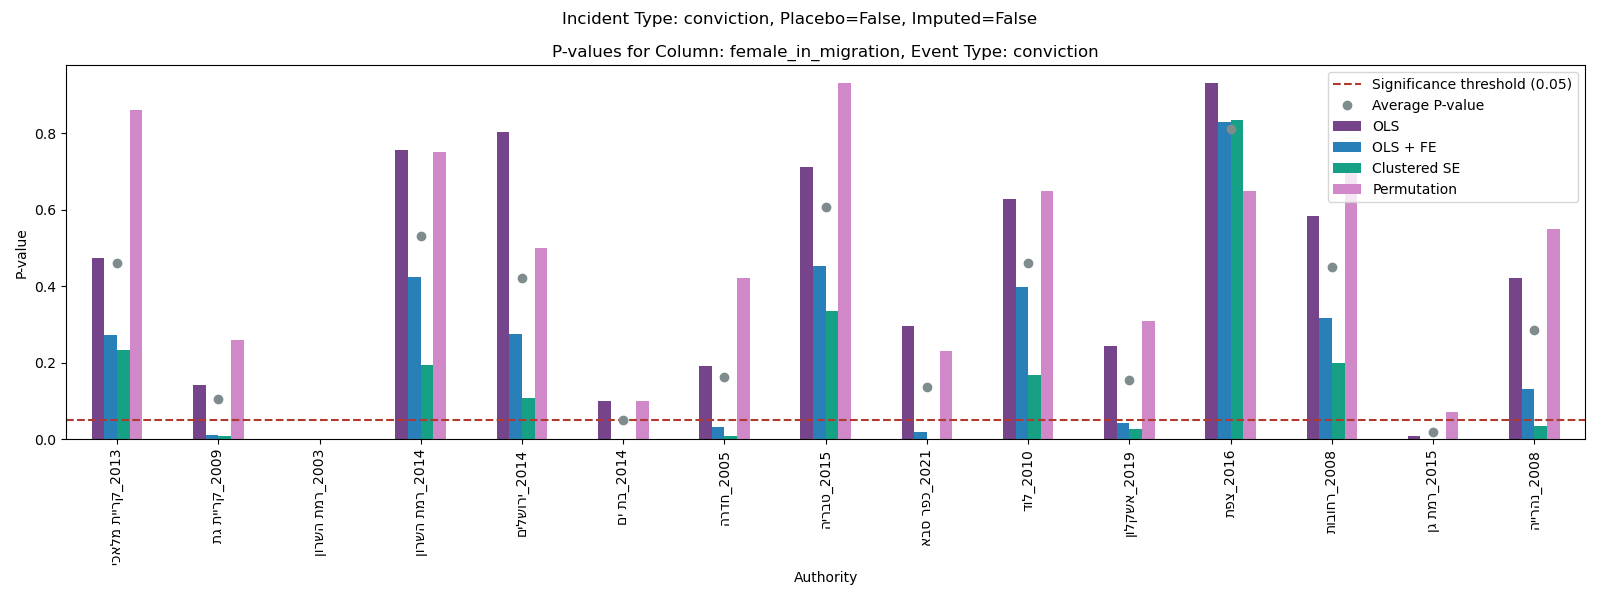 Incident Type: conviction, Placebo=False, Imputed=False
P-values for Column: female_in_migration, Event Type: conviction
Significance threshold (0.05)
Average P-value
OLS
OLS + FE
Clustered SE
Permutation
P-value
0.8
0.6
0.4
0.2
0.0
קריית מלאכי_2013
קריית גת_2009
רמת השרון_2003
רמת השרון_2014
ירושלים_2014
בת ים_2014
חדרה_2005
טבריה_2015
כפר סבא_2021
לוד_2010
אשקלון_2019
צפת_2016
רחובות_2008
רמת גן_2015
נהרייה_2008
Authority